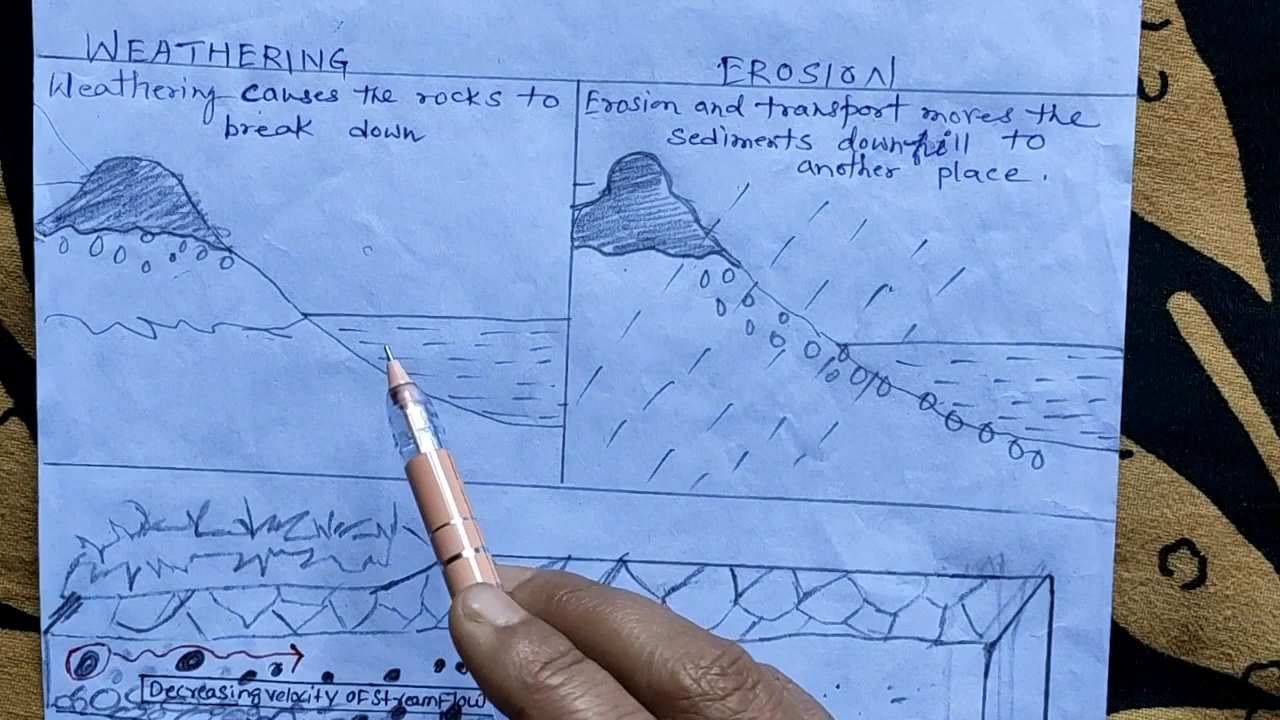 WEATHERING
Weathering causes the rocks to
break down
EROSION
Erosion and transport moves the
sediments downhill to
another place.
Decreasing velocity OF Stream Flow